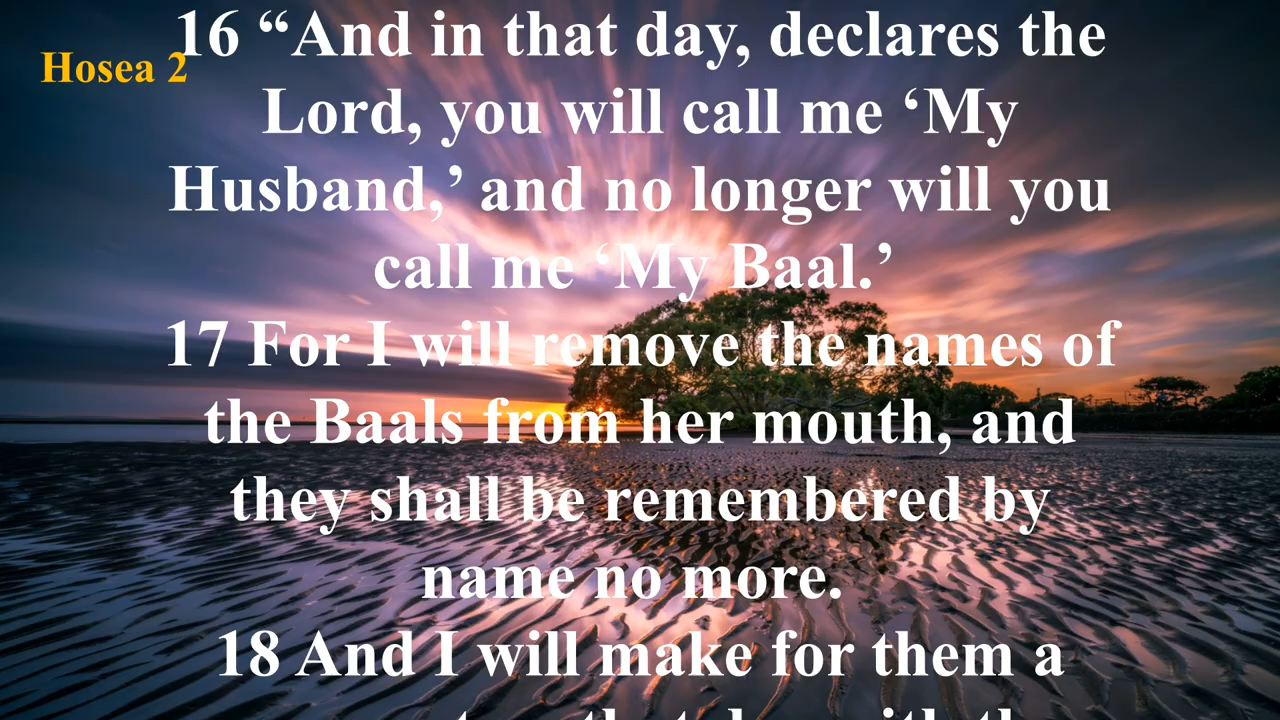 Hosea 2
16 “And in that day, declares the
Lord, you will call me ‘My
Husband,’ and no longer will you
call me ‘My Baal.’
17 For I will remove the names of
the Baals from her mouth, and
they shall be remembered by
name no more.
18 And I will make for them a